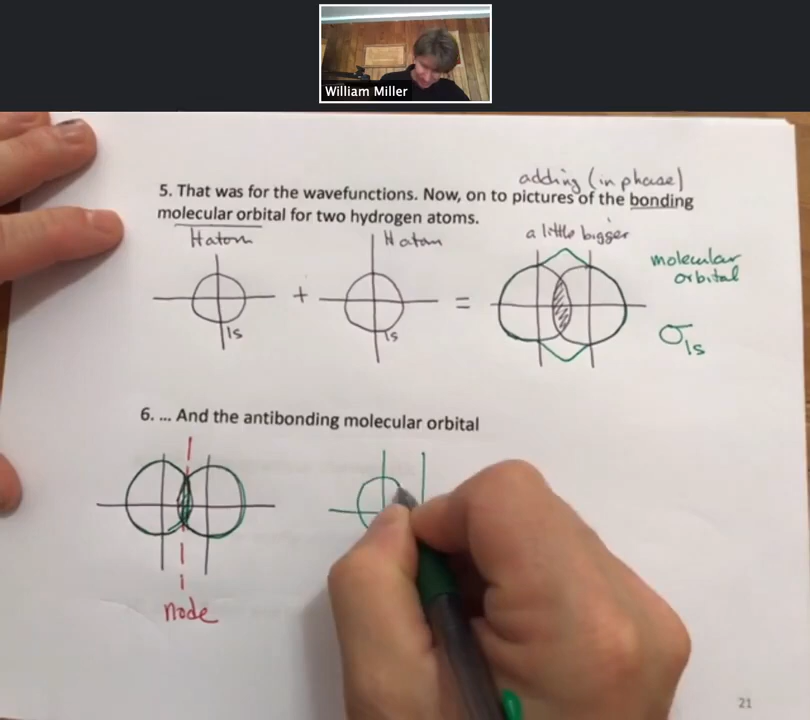 William Miller
adding (in phase)
5. That was for the wavefunctions. Now, on to pictures of the bonding
molecular orbital for two hydrogen atoms.
H atom
H atom
a little bigger
molecular
orbital
+
=
1s
1s
σ1s
6. ... And the antibonding molecular orbital
node
21